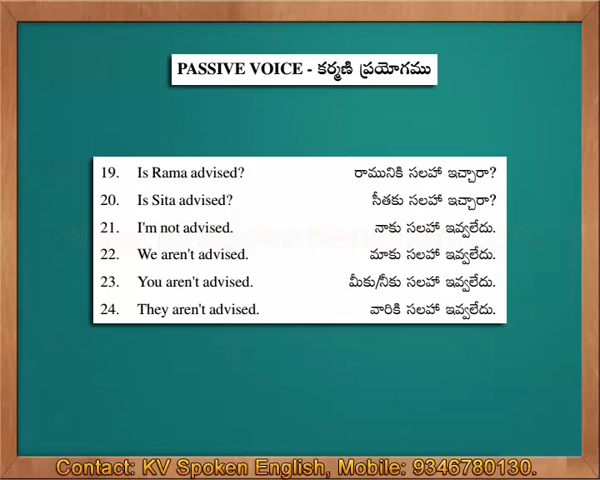 PASSIVE VOICE - కర్మణి ప్రయోగము
19. Is Rama advised? రామునికి సలహా ఇచ్చారా?
20. Is Sita advised? సీతకు సలహా ఇచ్చారా?
21. I'm not advised. నాకు సలహా ఇవ్వలేదు.
22. We aren't advised. మాకు సలహా ఇవ్వలేదు.
23. You aren't advised. మీకు/నీకు సలహా ఇవ్వలేదు.
24. They aren't advised. వారికి సలహా ఇవ్వలేదు.
Contact: KV Spoken English, Mobile: 9346780130.